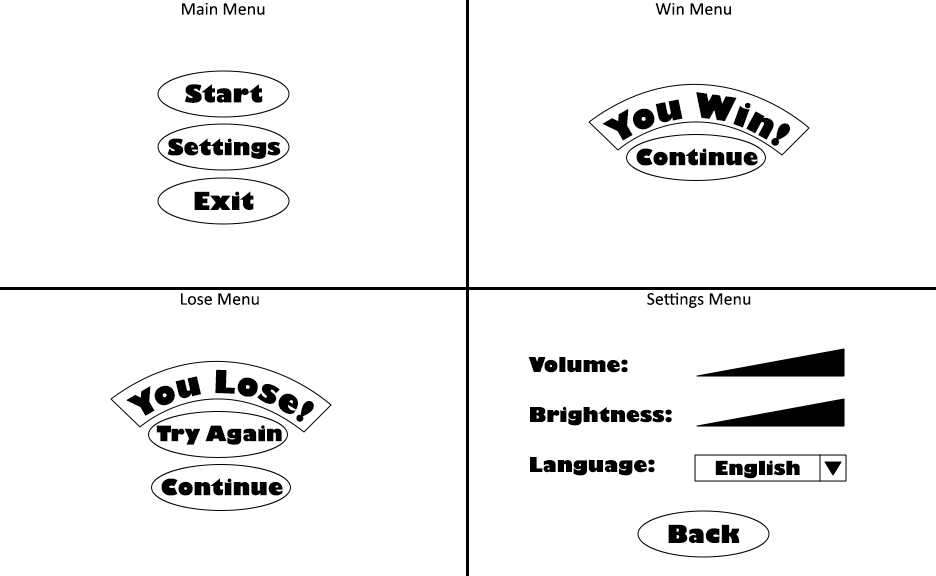 Main Menu
Start
Settings
Exit
Win Menu
You Win!
Continue
Lose Menu
You Lose!
Try Again
Continue
Settings Menu
Volume:
Brightness:
Language: English
Back